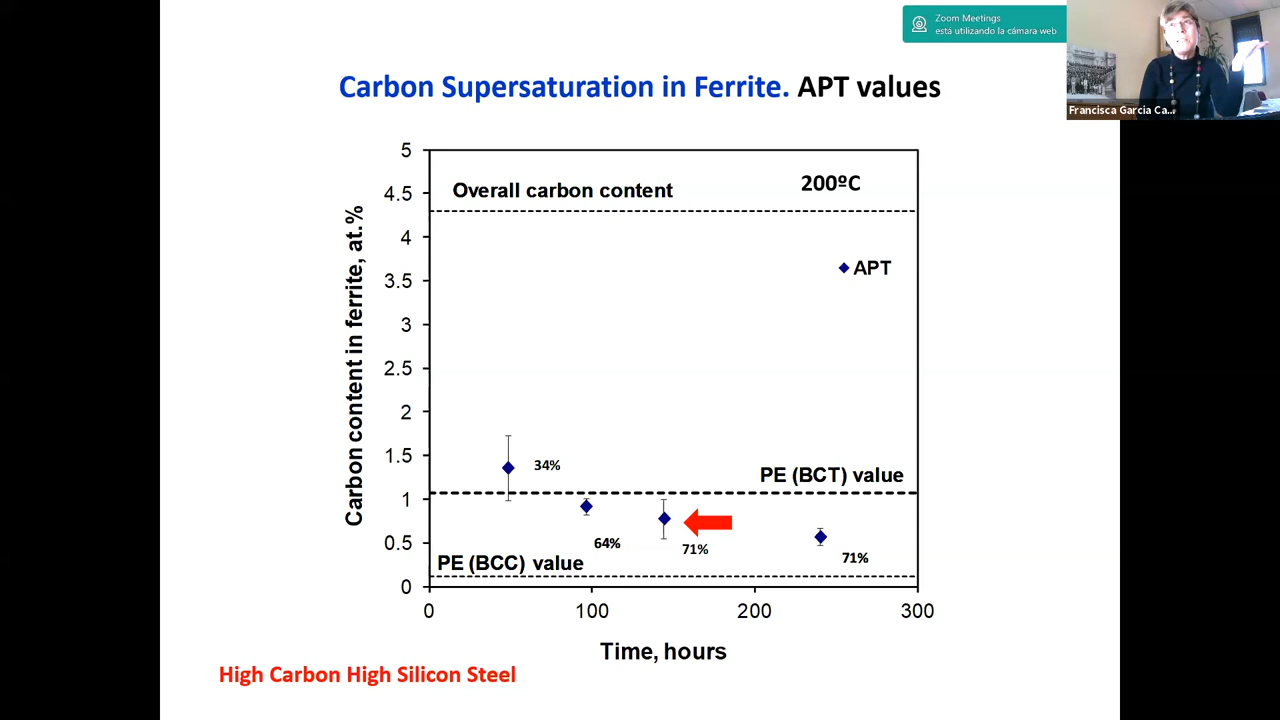 Zoom Meetings
está utilizando la cámara web
Francisca Garcia Ca...
Carbon Supersaturation in Ferrite. APT values
5
4.5
4
3.5
3
2.5
2
1.5
1
0.5
0
Carbon content in ferrite, at.%
Overall carbon content
200ºC
APT
34%
PE (BCT) value
64%
71%
71%
PE (BCC) value
0
100
200
300
Time, hours
High Carbon High Silicon Steel